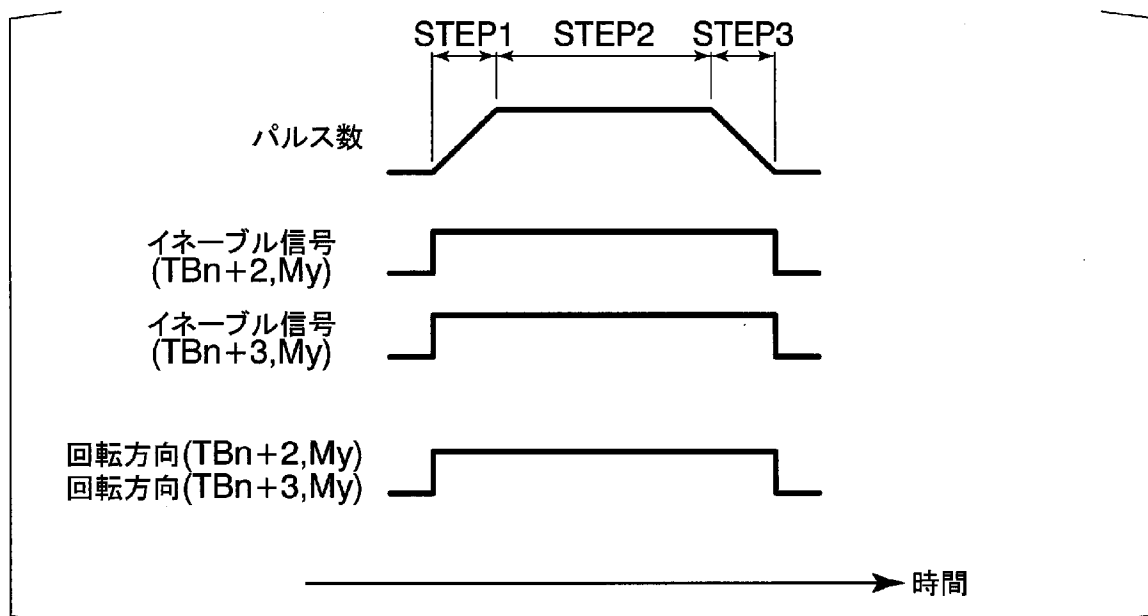 STEP1 STEP2 STEP3
パルス数
イネーブル信号
(TBn+2,My)
イネーブル信号
(TBn+3,My)
回転方向(TBn+2,My)
回転方向(TBn+3,My)
時間